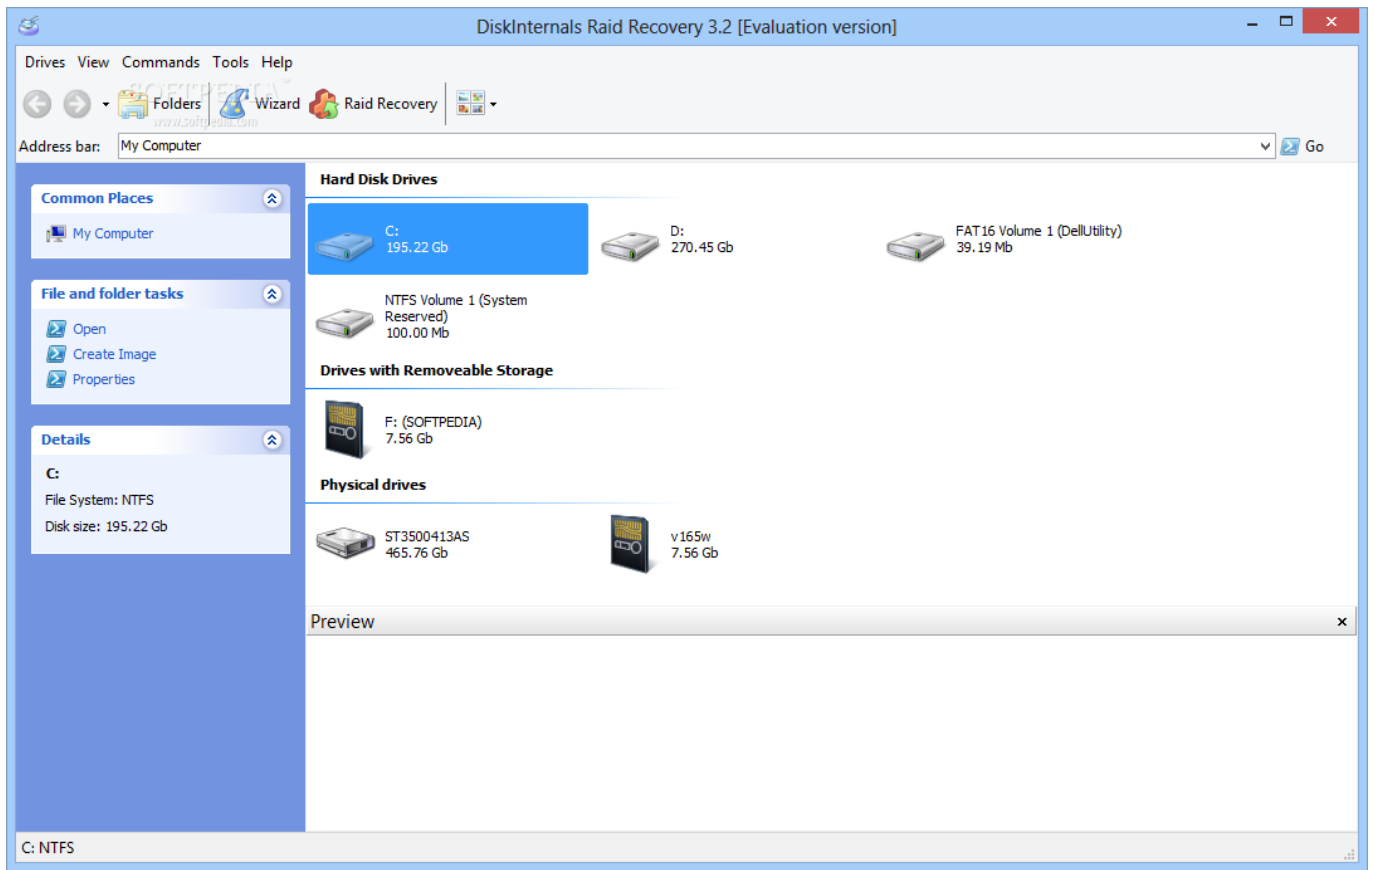 DiskInternals Raid Recovery 3.2 [Evaluation version]
Drives View Commands Tools Help
SOFTPEDIA
www.softpedia.com
Folders Wizard Raid Recovery
Address bar: My Computer Go
Common Places
My Computer
File and folder tasks
Open
Create Image
Properties
Details
C:
File System: NTFS
Disk size: 195.22 Gb
Hard Disk Drives
C:
195.22 Gb
D:
270.45 Gb
FAT16 Volume 1 (DellUtility)
39.19 Mb
NTFS Volume 1 (System
Reserved)
100.00 Mb
Drives with Removeable Storage
F: (SOFTPEDIA)
7.56 Gb
Physical drives
ST3500413AS
465.76 Gb
v165w
7.56 Gb
Preview
C: NTFS